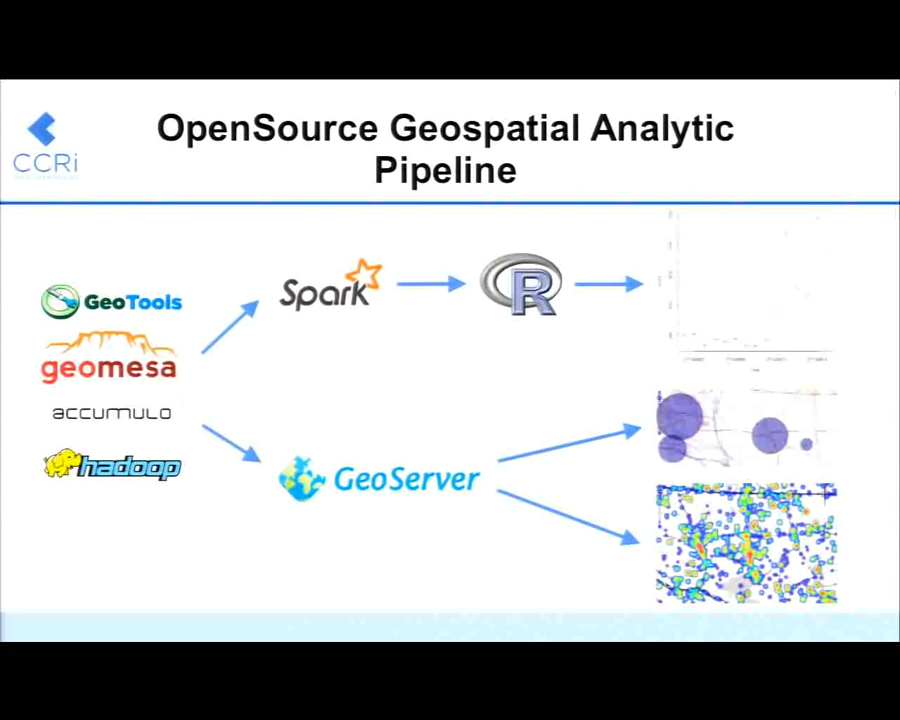 OpenSource Geospatial Analytic
Pipeline
CCRi
GeoTools
geomesa
accumulo
hadoop
Spark
R
GeoServer